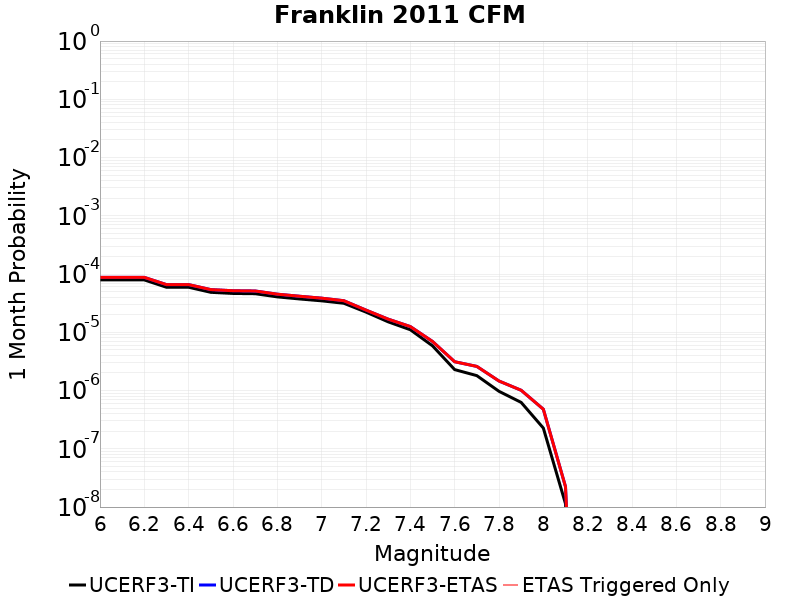 Franklin 2011 CFM
1 Month Probability
10^0
10^-1
10^-2
10^-3
10^-4
10^-5
10^-6
10^-7
10^-8
6 6.2 6.4 6.6 6.8 7 7.2 7.4 7.6 7.8 8 8.2 8.4 8.6 8.8 9
Magnitude
UCERF3-TI UCERF3-TD UCERF3-ETAS ETAS Triggered Only